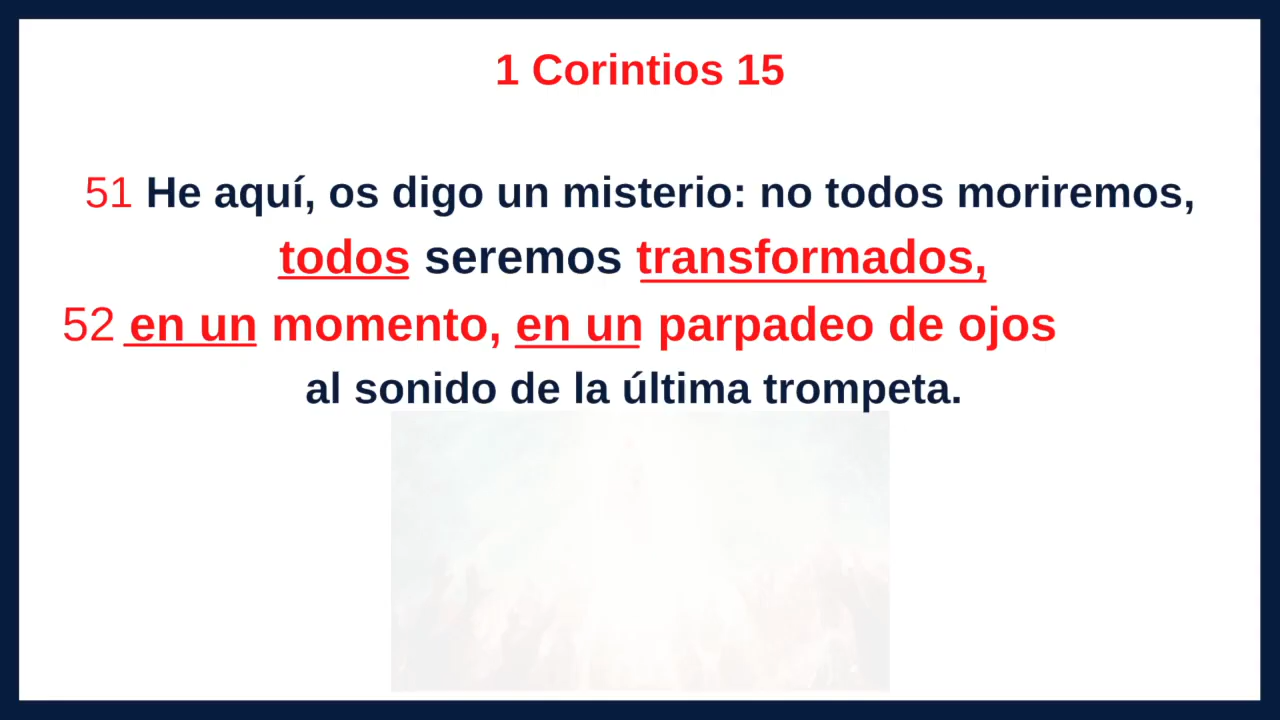 1 Corintios 15
51 He aquí, os digo un misterio: no todos moriremos,
todos seremos transformados,
52 en un momento, en un parpadeo de ojos
al sonido de la última trompeta.